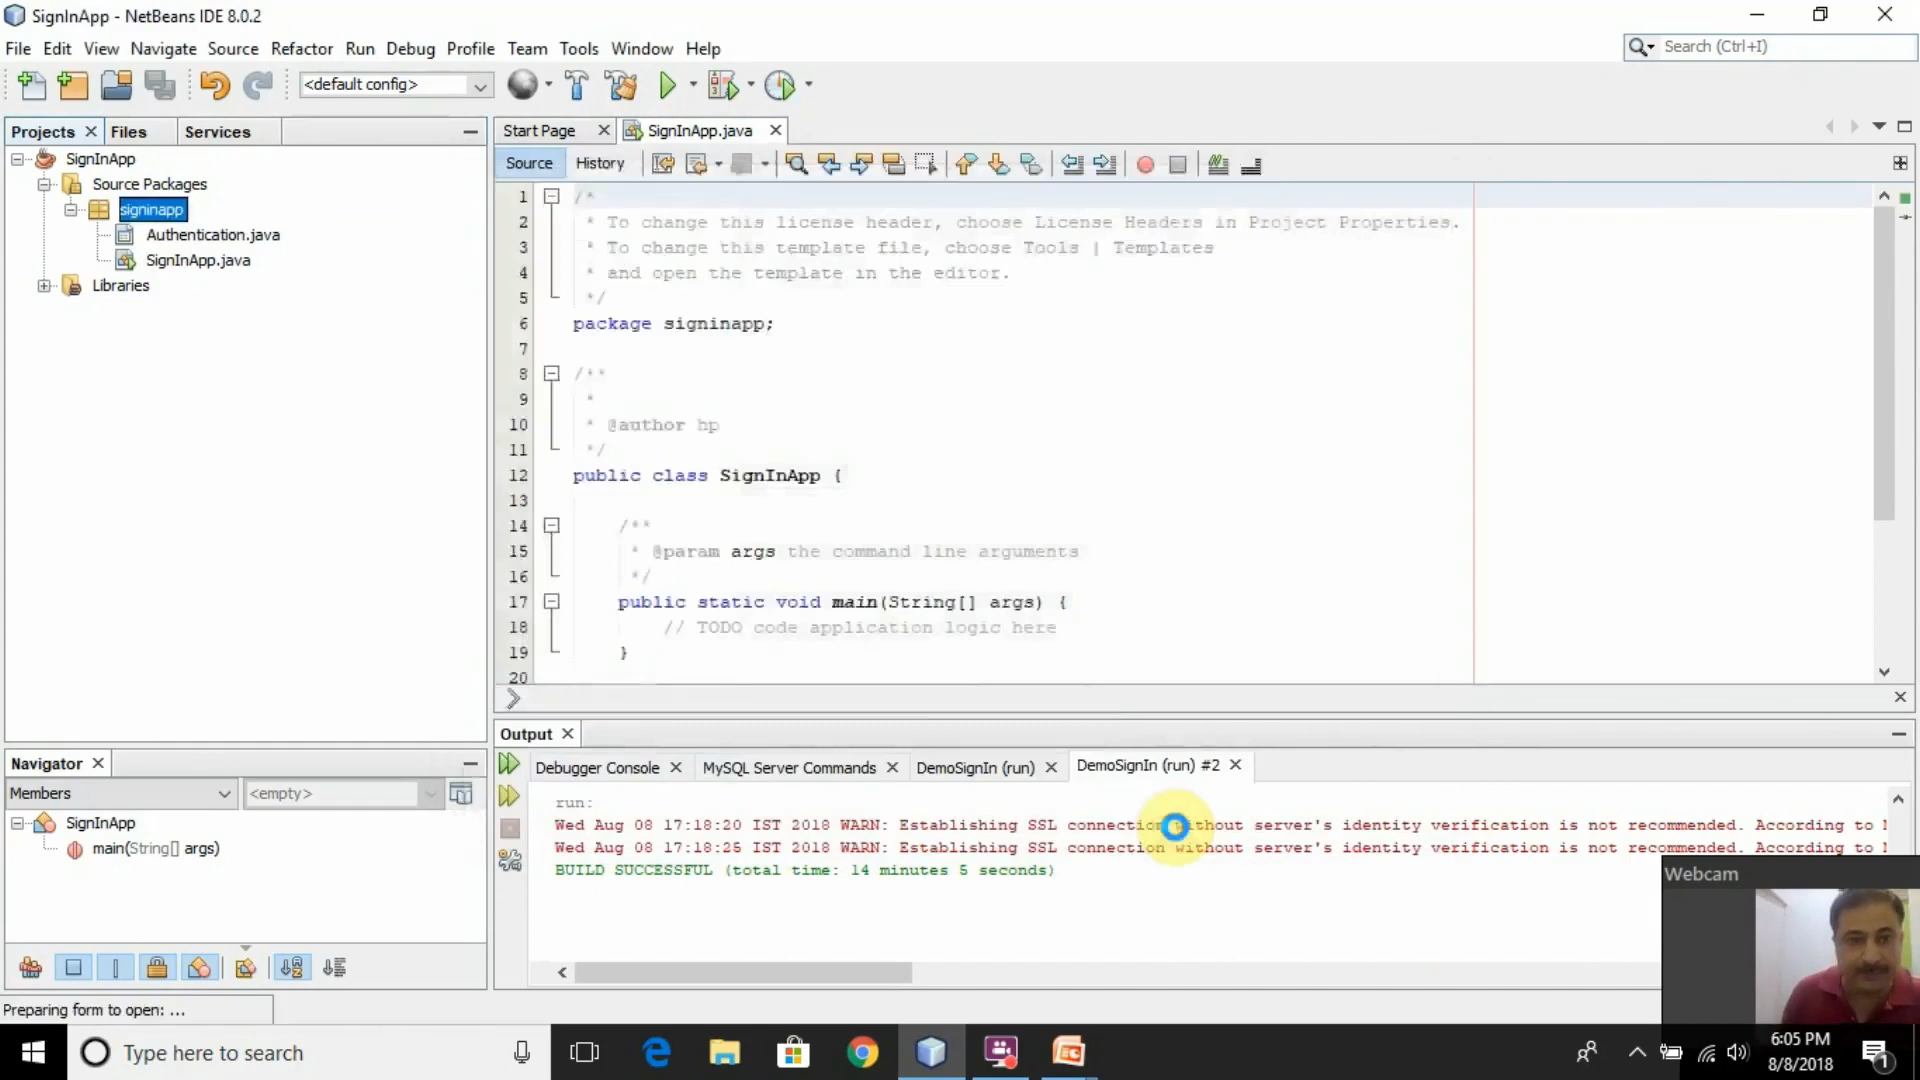 SignInApp - NetBeans IDE 8.0.2
File Edit View Navigate Source Refactor Run Debug Profile Team Tools Window Help
Search (Ctrl+I)
<default config>
Projects Files Services
Start Page SignInApp.java
SignInApp
Source Packages
signinapp
Authentication.java
SignInApp.java
Libraries
Source History
1 /*
2 * To change this license header, choose License Headers in Project Properties.
3 * To change this template file, choose Tools | Templates
4 * and open the template in the editor.
5 */
6 package signinapp;
7
8 /**
9 *
10 * @author hp
11 */
12 public class SignInApp {
13
14 /**
15 * @param args the command line arguments
16 */
17 public static void main(String[] args) {
18 // TODO code application logic here
19 }
20
Navigator
Members <empty>
SignInApp
main(String[] args)
Output
Debugger Console MySQL Server Commands DemoSignIn (run) DemoSignIn (run) #2
run:
Wed Aug 08 17:18:20 IST 2018 WARN: Establishing SSL connection without server's identity verification is not recommended. According to
Wed Aug 08 17:18:25 IST 2018 WARN: Establishing SSL connection without server's identity verification is not recommended. According to
BUILD SUCCESSFUL (total time: 14 minutes 5 seconds)
Webcam
Preparing form to open: ...
Type here to search
6:05 PM
8/8/2018
1